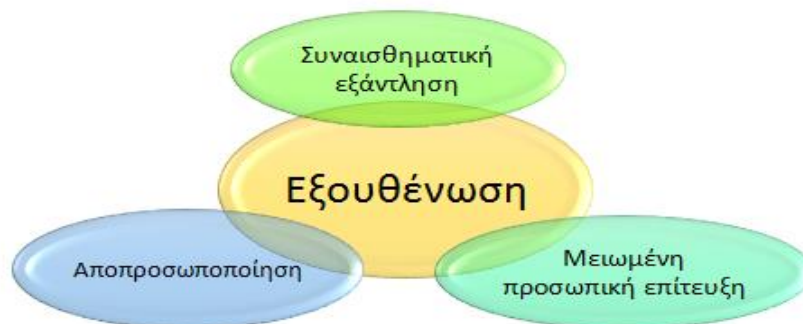 Συναισθηματική
εξάντληση
Εξουθένωση
Αποπροσωποποίηση
Μειωμένη
προσωπική επίτευξη